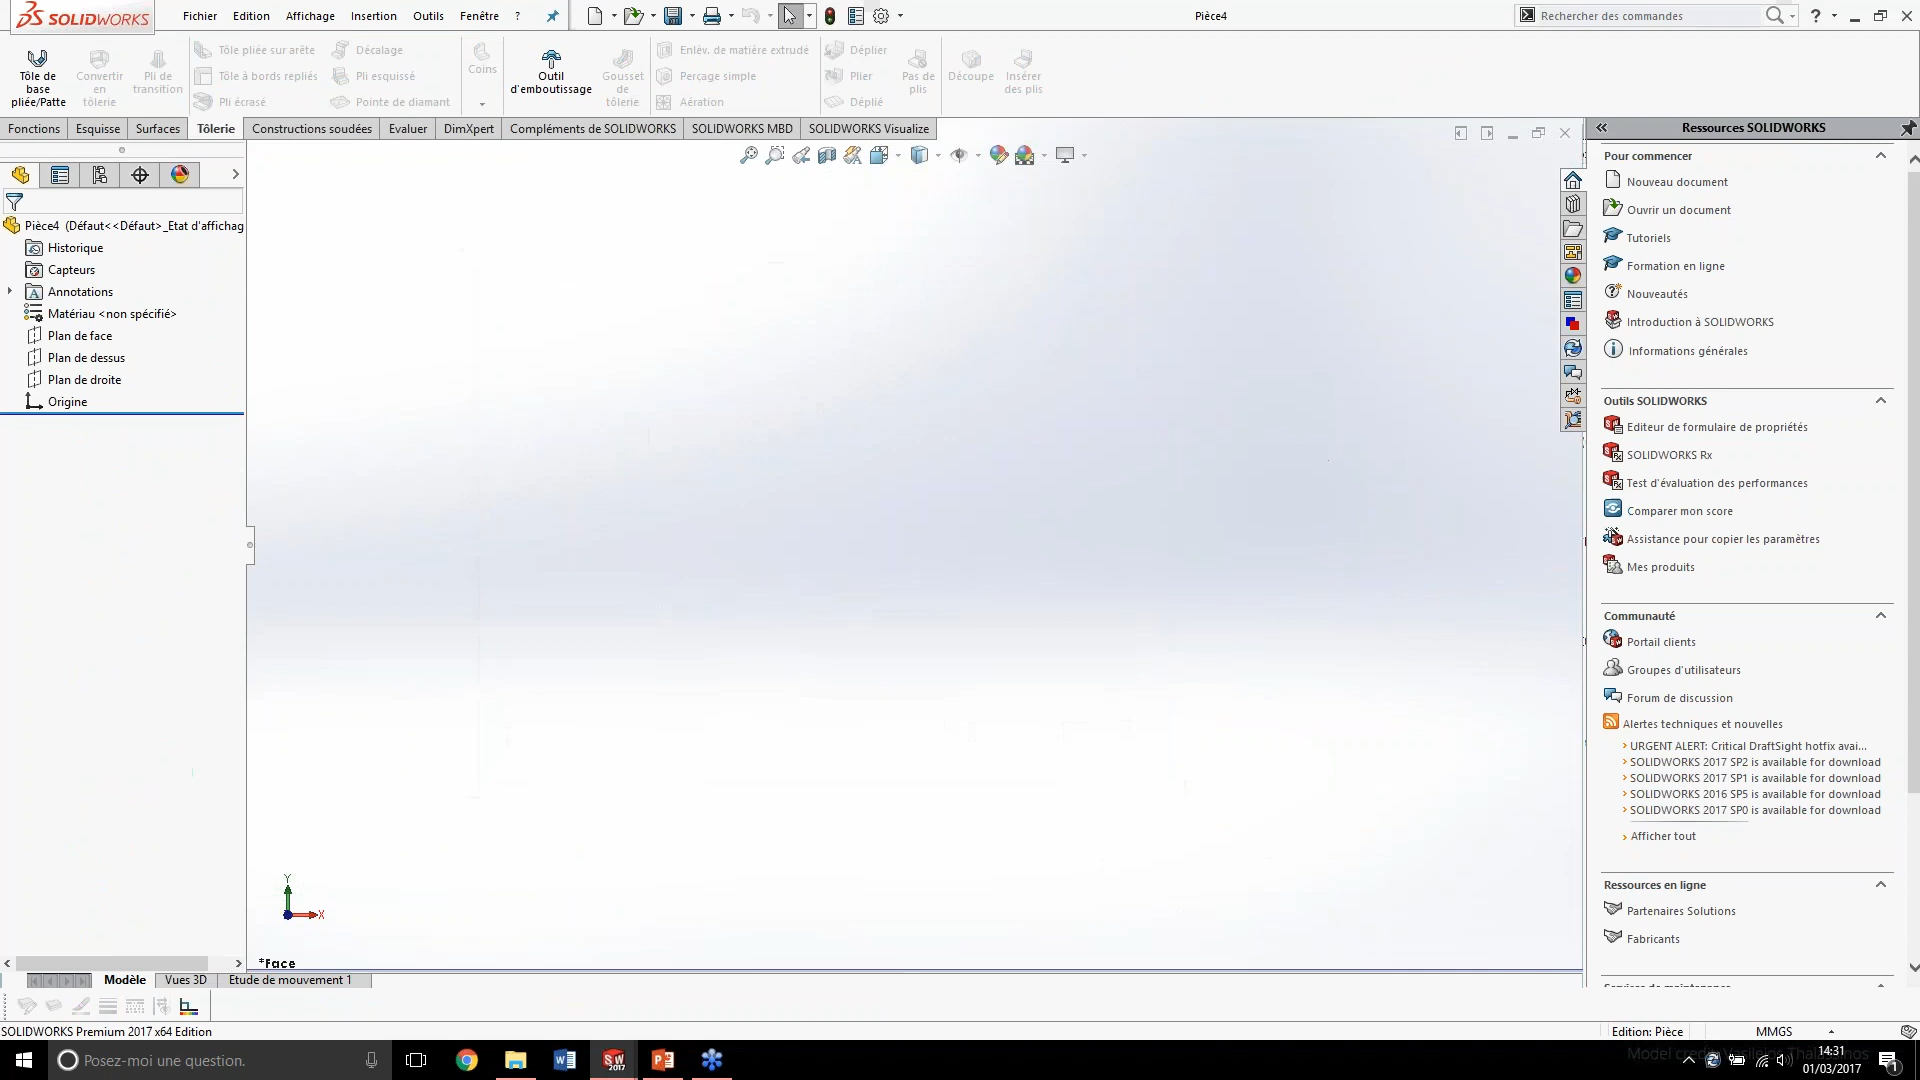 SOLIDWORKS
Fichier Edition Affichage Insertion Outils Fenêtre ?
Pièce4
Rechercher des commandes
?
Tôle de base pliée/Patte
Convertir en tôlerie
Pli de transition
Tôle pliée sur arête
Tôle à bords repliés
Pli écrasé
Décalage
Pli esquissé
Pointe de diamant
Coins
Outil d'emboutissage
Gousset de tôlerie
Enlèv. de matière extrudé
Perçage simple
Aération
Déplier
Plier
Déplié
Pas de plis
Découpe
Insérer des plis
Fonctions Esquisse Surfaces Tôlerie Constructions soudées Evaluer DimXpert Compléments de SOLIDWORKS SOLIDWORKS MBD SOLIDWORKS Visualize
Pièce4 (Défaut<<Défaut>_Etat d'affichag
Historique
Capteurs
Annotations
Matériau <non spécifié>
Plan de face
Plan de dessus
Plan de droite
Origine
Y
X
*Face
Modèle Vues 3D Etude de mouvement 1
Ressources SOLIDWORKS
Pour commencer
Nouveau document
Ouvrir un document
Tutoriels
Formation en ligne
Nouveautés
Introduction à SOLIDWORKS
Informations générales
Outils SOLIDWORKS
Editeur de formulaire de propriétés
SOLIDWORKS Rx
Test d'évaluation des performances
Comparer mon score
Assistance pour copier les paramètres
Mes produits
Communauté
Portail clients
Groupes d'utilisateurs
Forum de discussion
Alertes techniques et nouvelles
URGENT ALERT: Critical DraftSight hotfix avai...
SOLIDWORKS 2017 SP2 is available for download
SOLIDWORKS 2017 SP1 is available for download
SOLIDWORKS 2016 SP5 is available for download
SOLIDWORKS 2017 SP0 is available for download
Afficher tout
Ressources en ligne
Partenaires Solutions
Fabricants
SOLIDWORKS Premium 2017 x64 Edition
Edition: Pièce
MMGS
Posez-moi une question.
14:31
01/03/2017
1